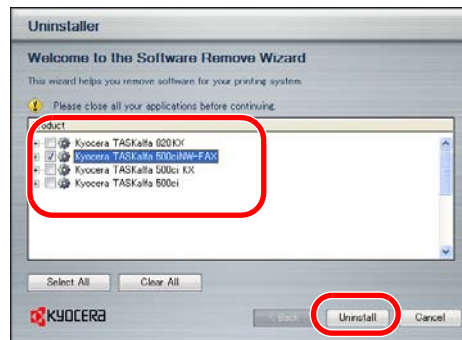 Uninstaller
Welcome to the Software Remove Wizard
This wizard helps you remove software for your printing system.
Please close all your applications before continuing.
Product
Kyocera TASKalfa 820KX
Kyocera TASKalfa 500ciNW-FAX
Kyocera TASKalfa 500ci KX
Kyocera TASKalfa 500ci
Select All Clear All
KYOCERA < Back Uninstall Cancel